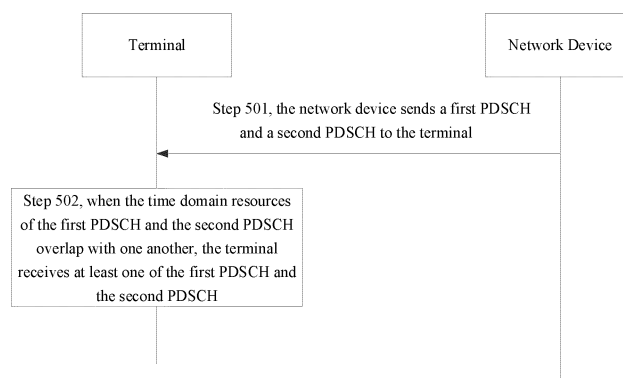 Terminal
Network Device
Step 501, the network device sends a first PDSCH
and a second PDSCH to the terminal
Step 502, when the time domain resources
of the first PDSCH and the second PDSCH
overlap with one another, the terminal
receives at least one of the first PDSCH and
the second PDSCH